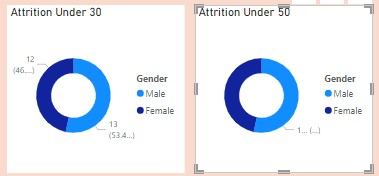 Attrition Under 30
12
(46....)
Gender
Male
Female
13
(53.4...)
Attrition Under 50
Gender
Male
Female
1... (...)